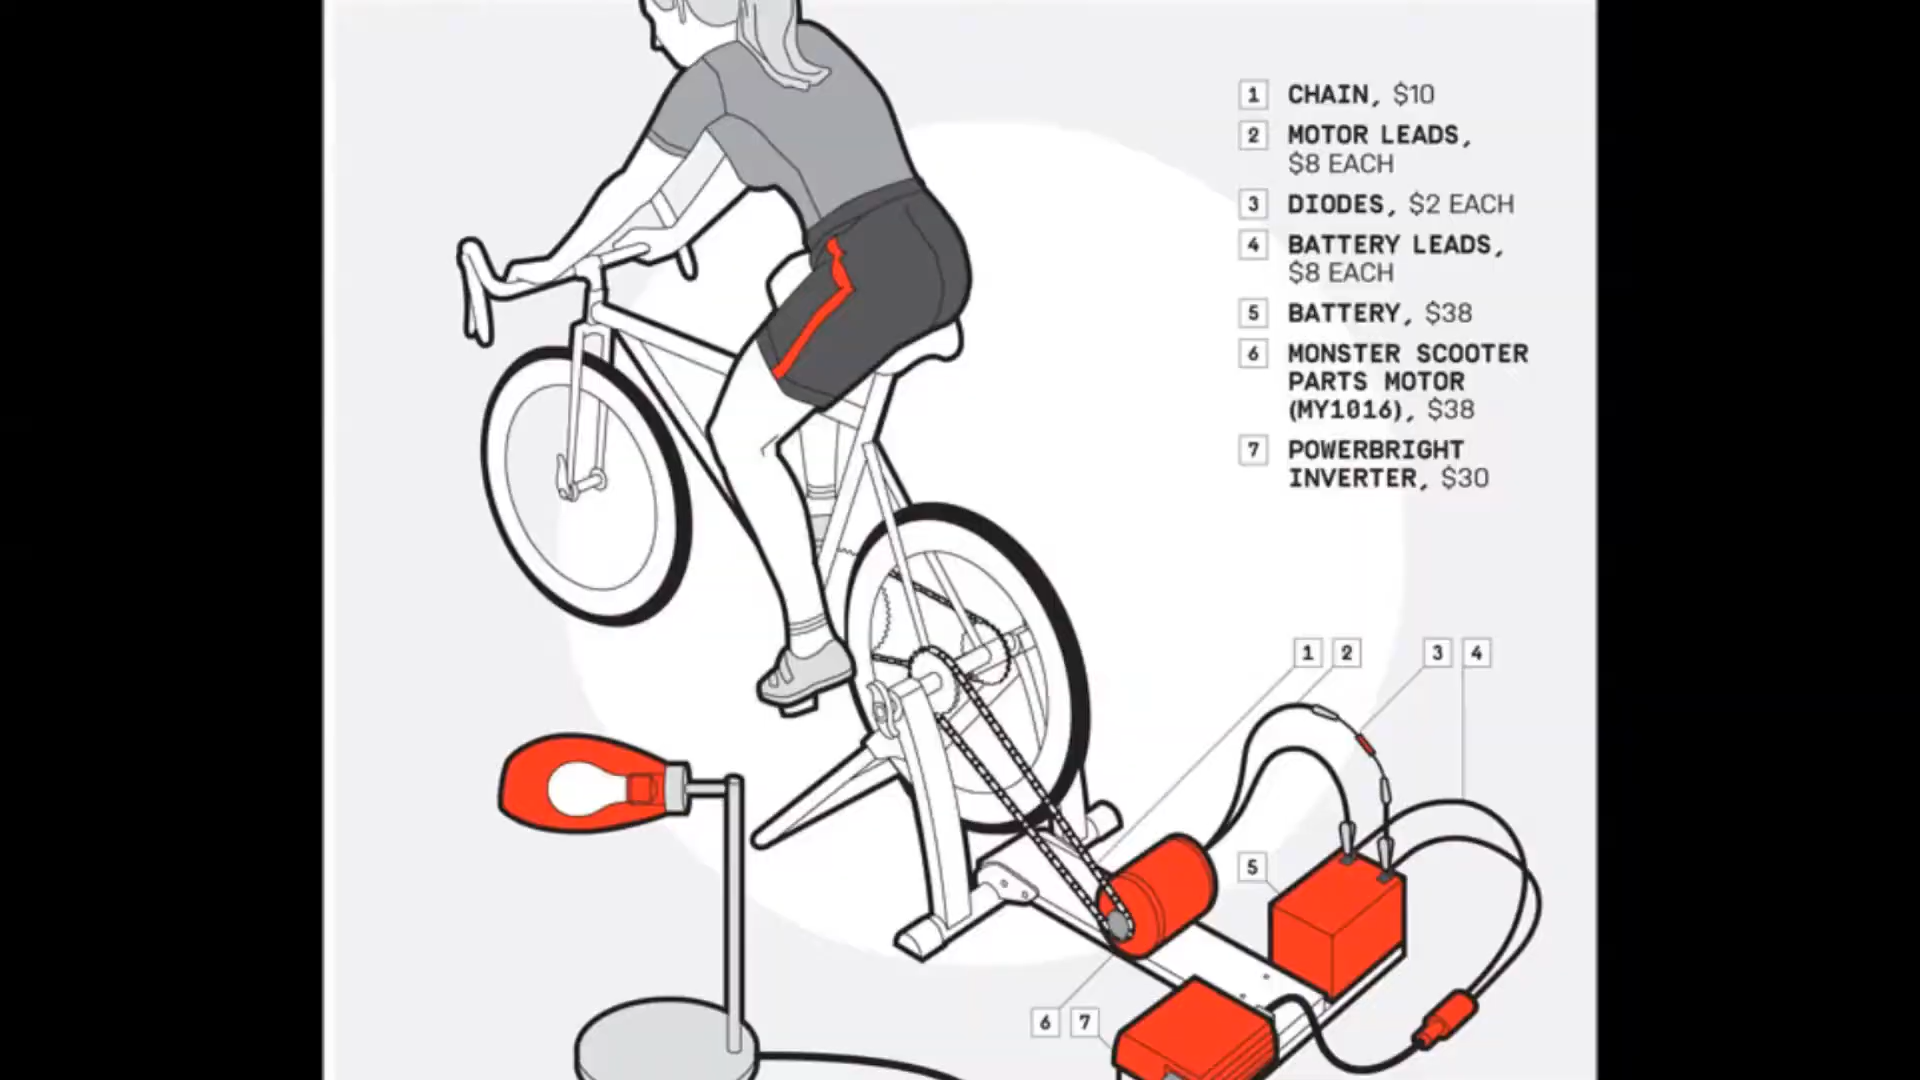 1 CHAIN, $10
2 MOTOR LEADS,
$8 EACH
3 DIODES, $2 EACH
4 BATTERY LEADS,
$8 EACH
5 BATTERY, $38
6 MONSTER SCOOTER
PARTS MOTOR
(MY1016), $38
7 POWERBRIGHT
INVERTER, $30
1 2 3 4
5
6 7